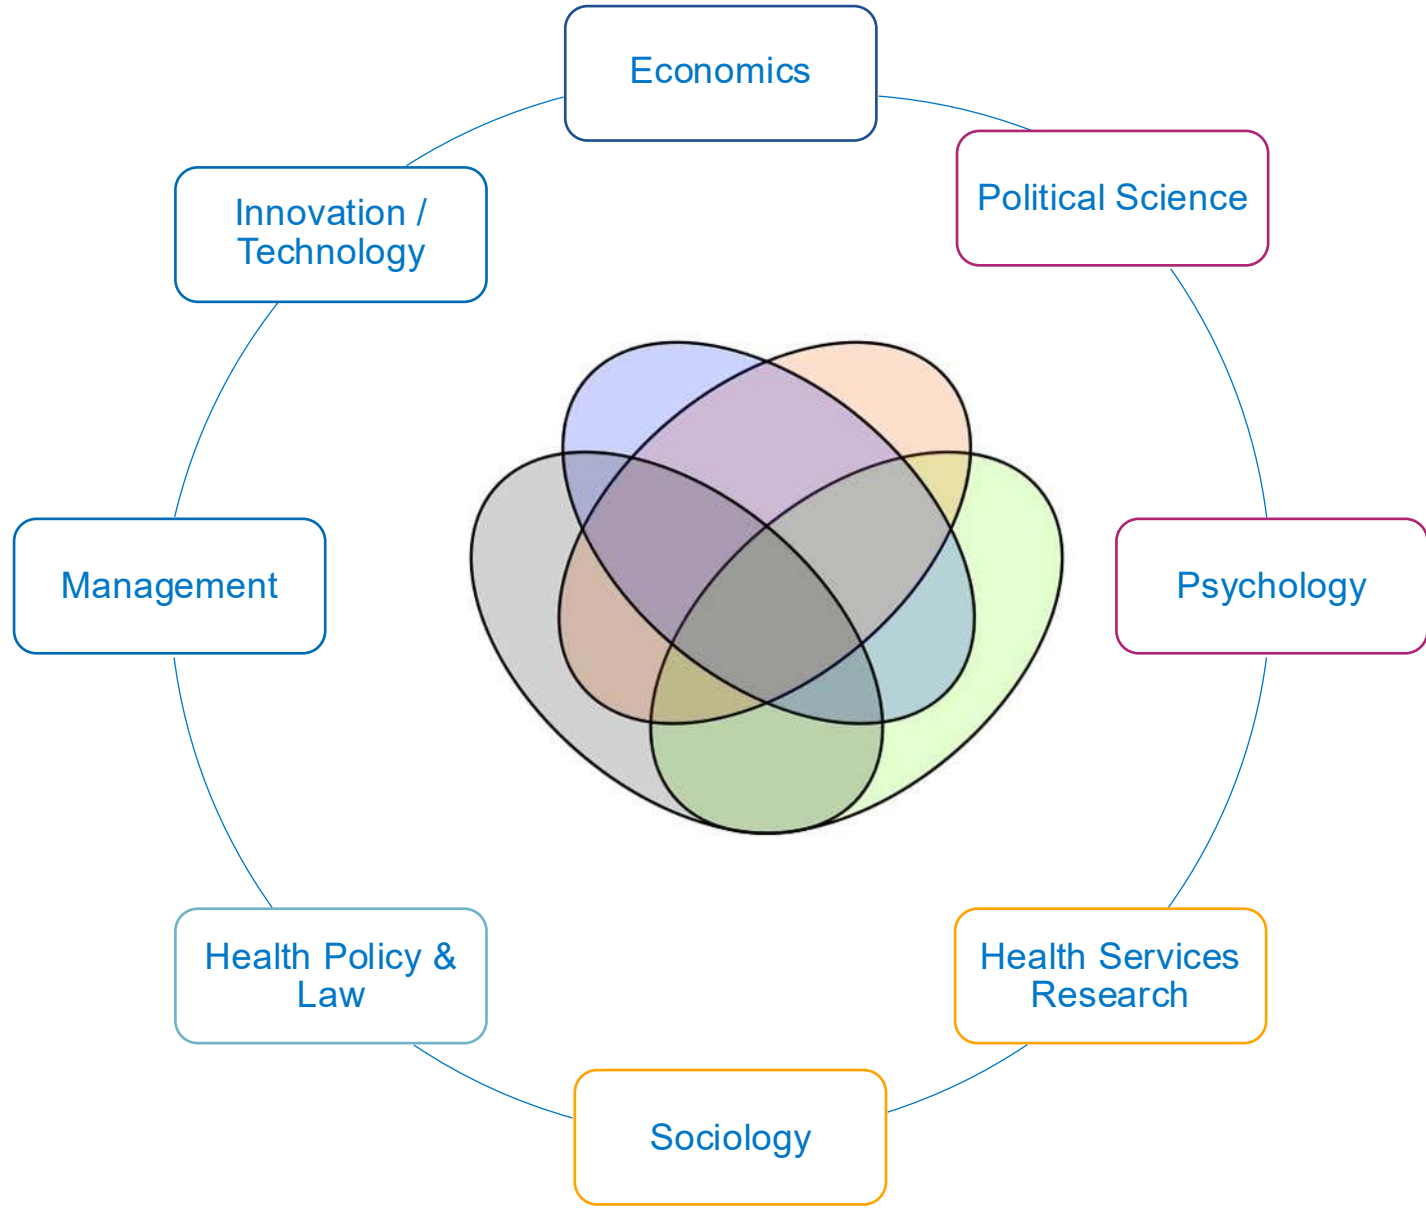 Economics
Political Science
Innovation /
Technology
Management
Psychology
Health Policy &
Law
Health Services
Research
Sociology